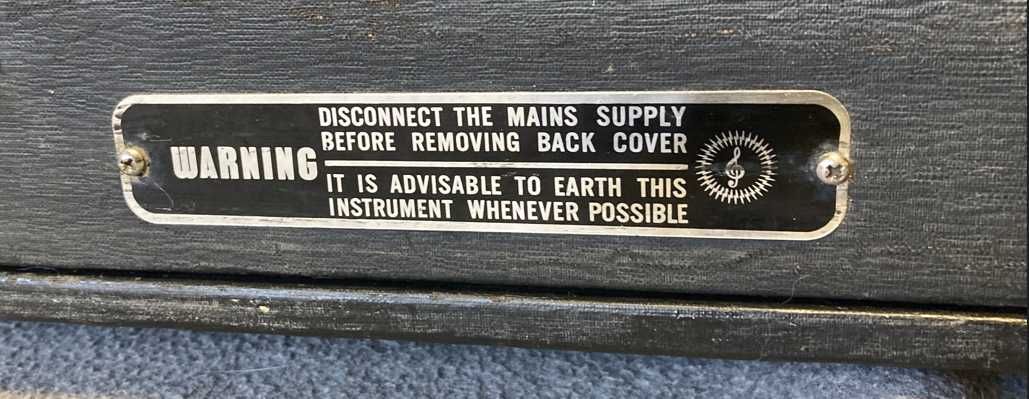 WARNING
DISCONNECT THE MAINS SUPPLY
BEFORE REMOVING BACK COVER
IT IS ADVISABLE TO EARTH THIS
INSTRUMENT WHENEVER POSSIBLE